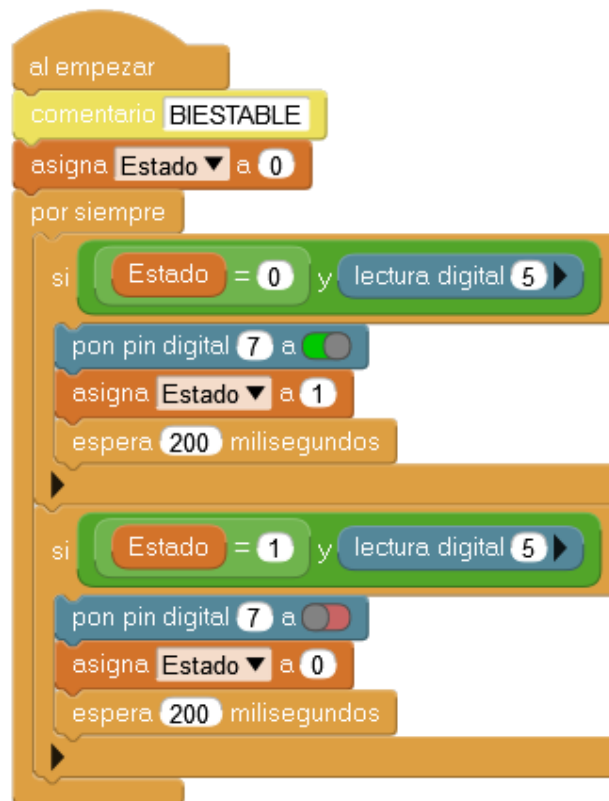 al empezar
comentario BIESTABLE
asigna Estado a 0
por siempre
si Estado = 0 y lectura digital 5
pon pin digital 7 a
asigna Estado a 1
espera 200 milisegundos
si Estado = 1 y lectura digital 5
pon pin digital 7 a
asigna Estado a 0
espera 200 milisegundos